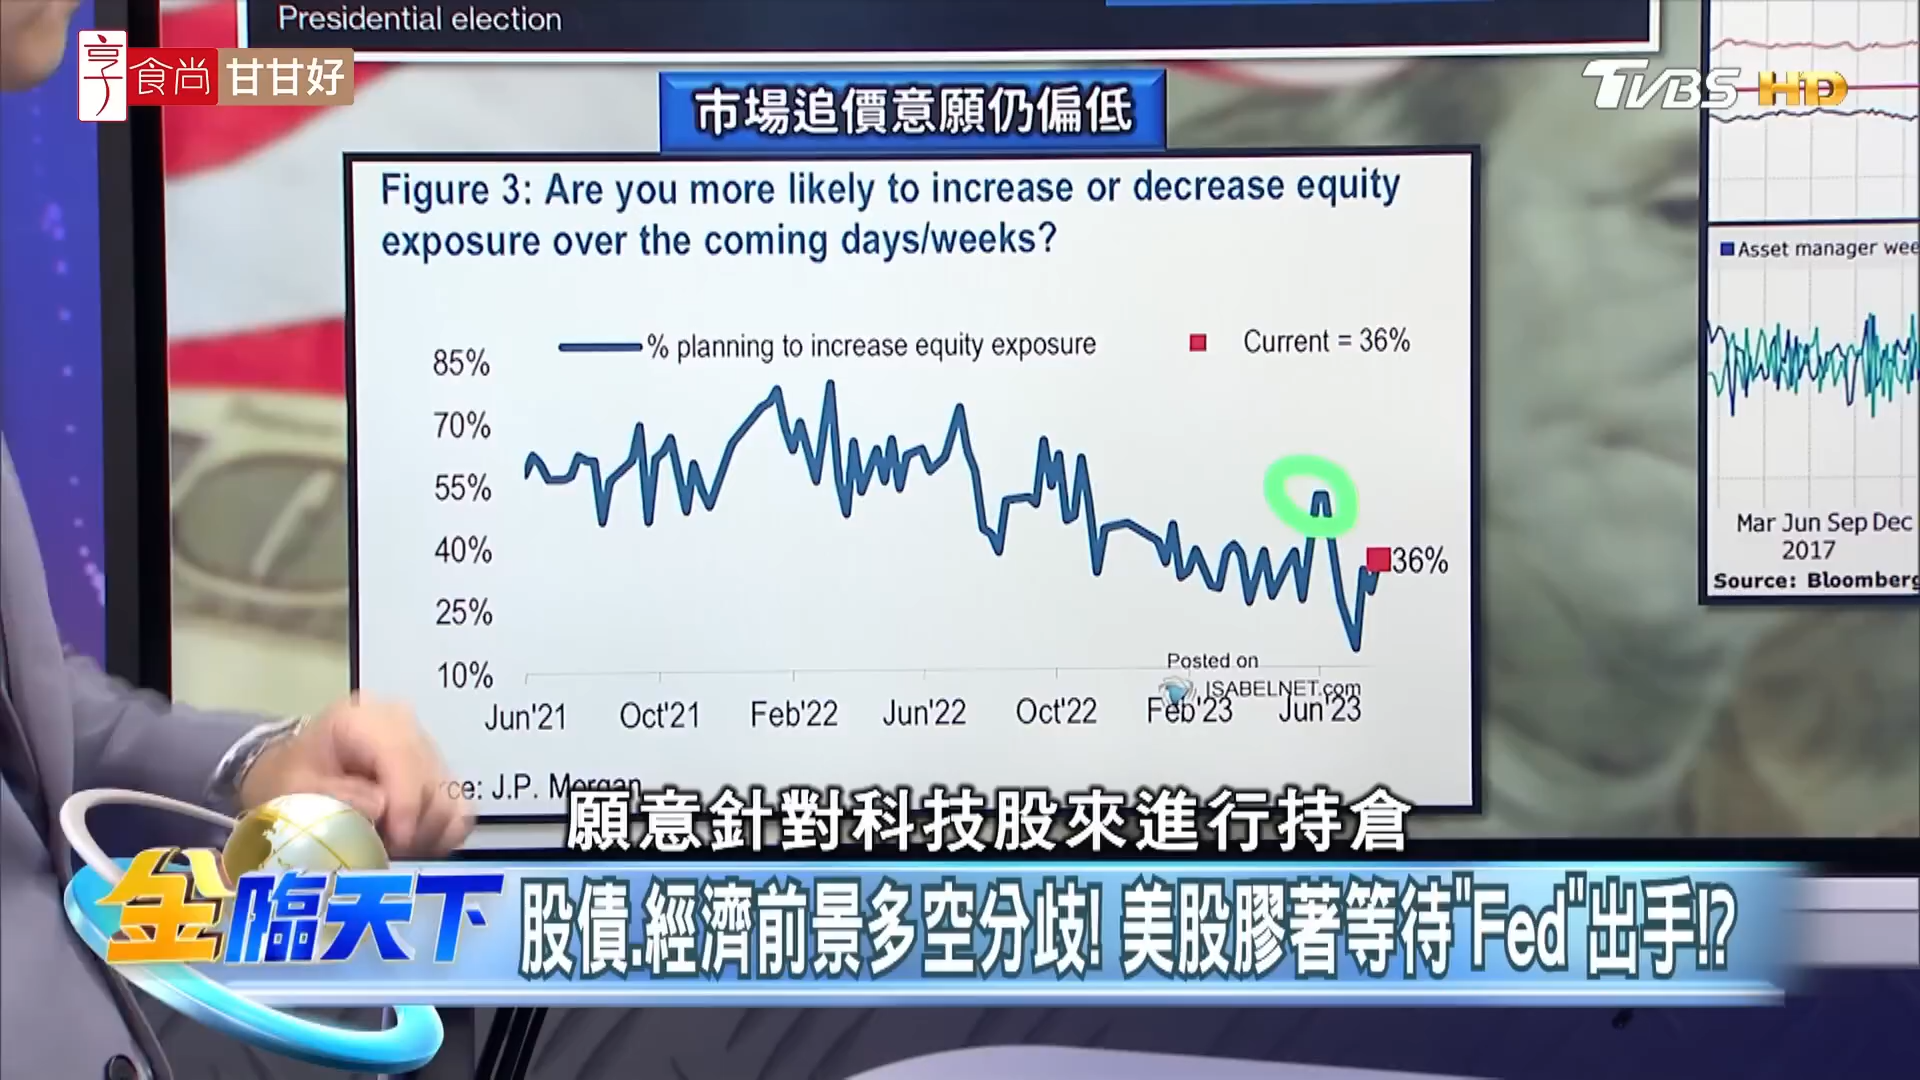 Presidential election
享 食尚 甘甘好
TVBS HD
市場追價意願仍偏低
Figure 3: Are you more likely to increase or decrease equity
exposure over the coming days/weeks?
% planning to increase equity exposure
Current = 36%
85%
70%
55%
40%
25%
10%
36%
Posted on
ISABELNET.com
Jun'21 Oct'21 Feb'22 Jun'22 Oct'22 Feb'23 Jun'23
rce: J.P. Morgan
Asset manager wee
Mar Jun Sep Dec
2017
Source: Bloomberg
願意針對科技股來進行持倉
金臨天下
股債.經濟前景多空分歧! 美股膠著等待"Fed"出手!?